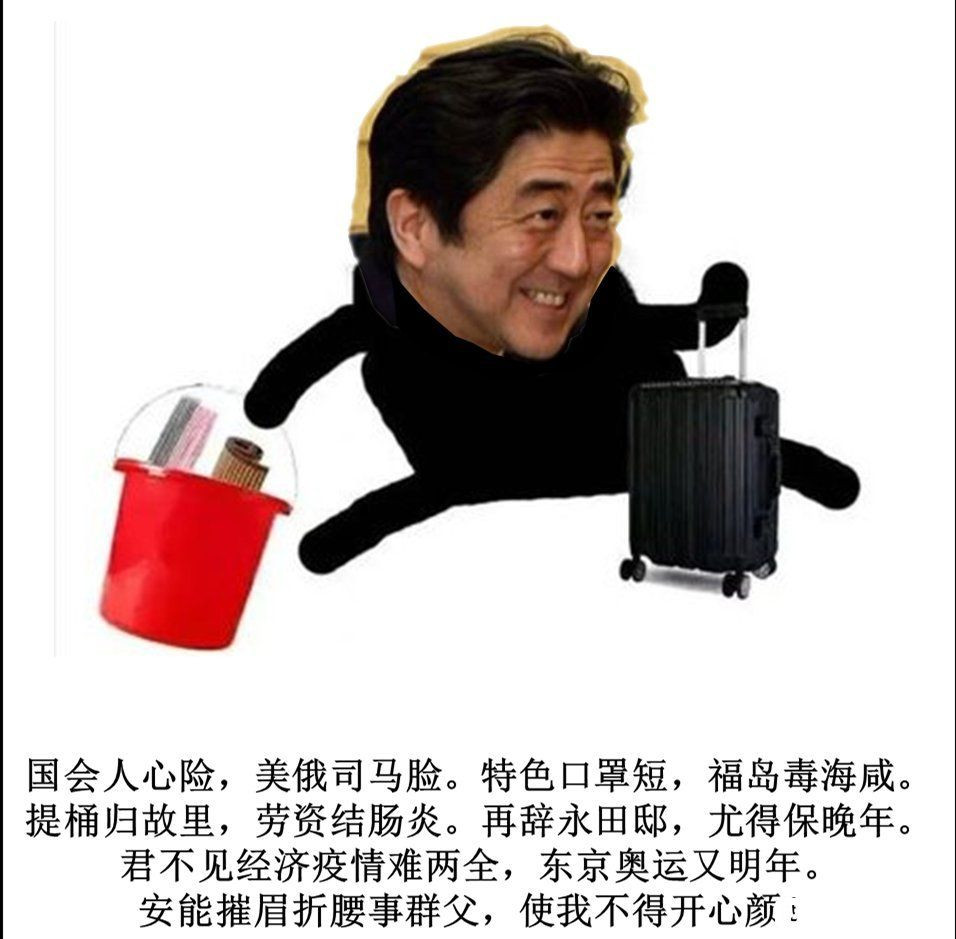 国会人心险，美俄司马脸。特色口罩短，福岛毒海咸。
提桶归故里，劳资结肠炎。再辞永田邸，尤得保晚年。
君不见经济疫情难两全，东京奥运又明年。
安能摧眉折腰事群父，使我不得开心颜